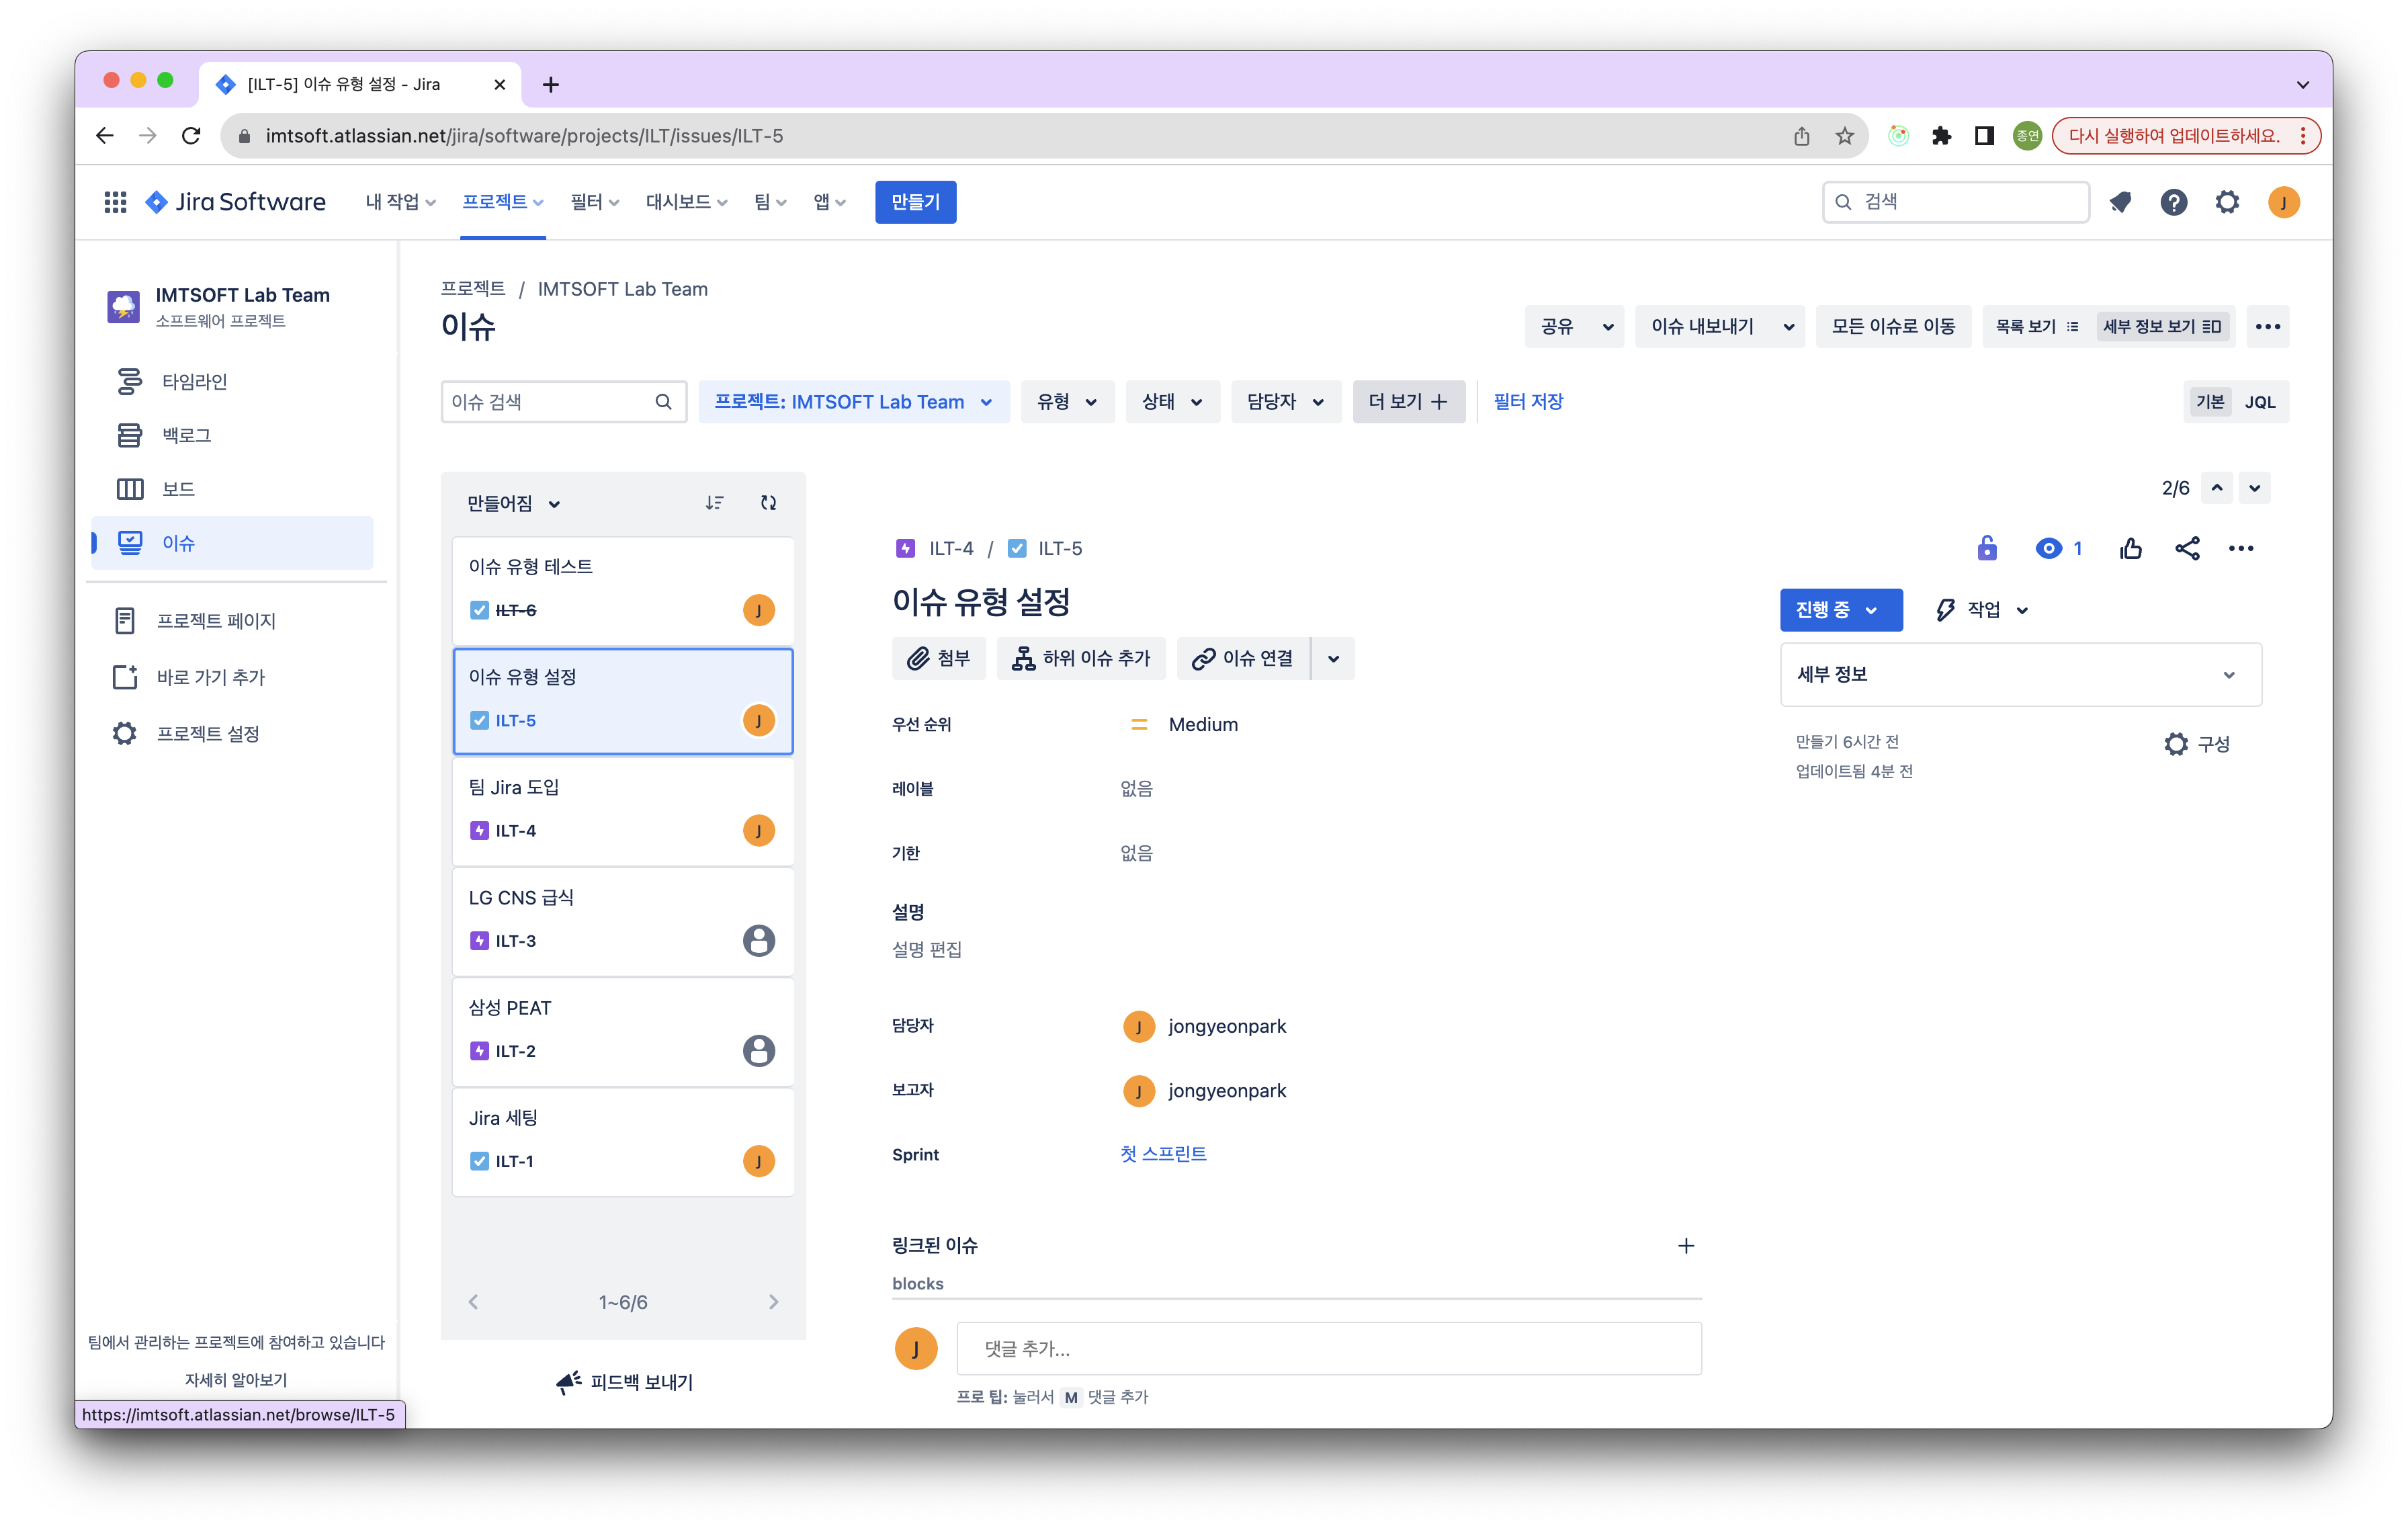 [ILT-5] 이슈 유형 설정 - Jira
imtsoft.atlassian.net/jira/software/projects/ILT/issues/ILT-5
종연
다시 실행하여 업데이트하세요.
Jira Software
내 작업
프로젝트
필터
대시보드
팀
앱
만들기
검색
J
IMTSOFT Lab Team
소프트웨어 프로젝트
타임라인
백로그
보드
이슈
프로젝트 페이지
바로 가기 추가
프로젝트 설정
팀에서 관리하는 프로젝트에 참여하고 있습니다
자세히 알아보기
https://imtsoft.atlassian.net/browse/ILT-5
프로젝트 / IMTSOFT Lab Team
이슈
공유
이슈 내보내기
모든 이슈로 이동
목록 보기
세부 정보 보기
이슈 검색
프로젝트: IMTSOFT Lab Team
유형
상태
담당자
더 보기
필터 저장
기본
JQL
만들어짐
이슈 유형 테스트
ILT-6
J
이슈 유형 설정
ILT-5
J
팀 Jira 도입
ILT-4
J
LG CNS 급식
ILT-3
삼성 PEAT
ILT-2
Jira 세팅
ILT-1
J
1~6/6
피드백 보내기
2/6
ILT-4 / ILT-5
1
이슈 유형 설정
첨부
하위 이슈 추가
이슈 연결
우선 순위
Medium
레이블
없음
기한
없음
설명
설명 편집
담당자
J
jongyeonpark
보고자
J
jongyeonpark
Sprint
첫 스프린트
링크된 이슈
blocks
J
댓글 추가...
프로 팁: 눌러서 M 댓글 추가
진행 중
작업
세부 정보
만들기 6시간 전
업데이트됨 4분 전
구성